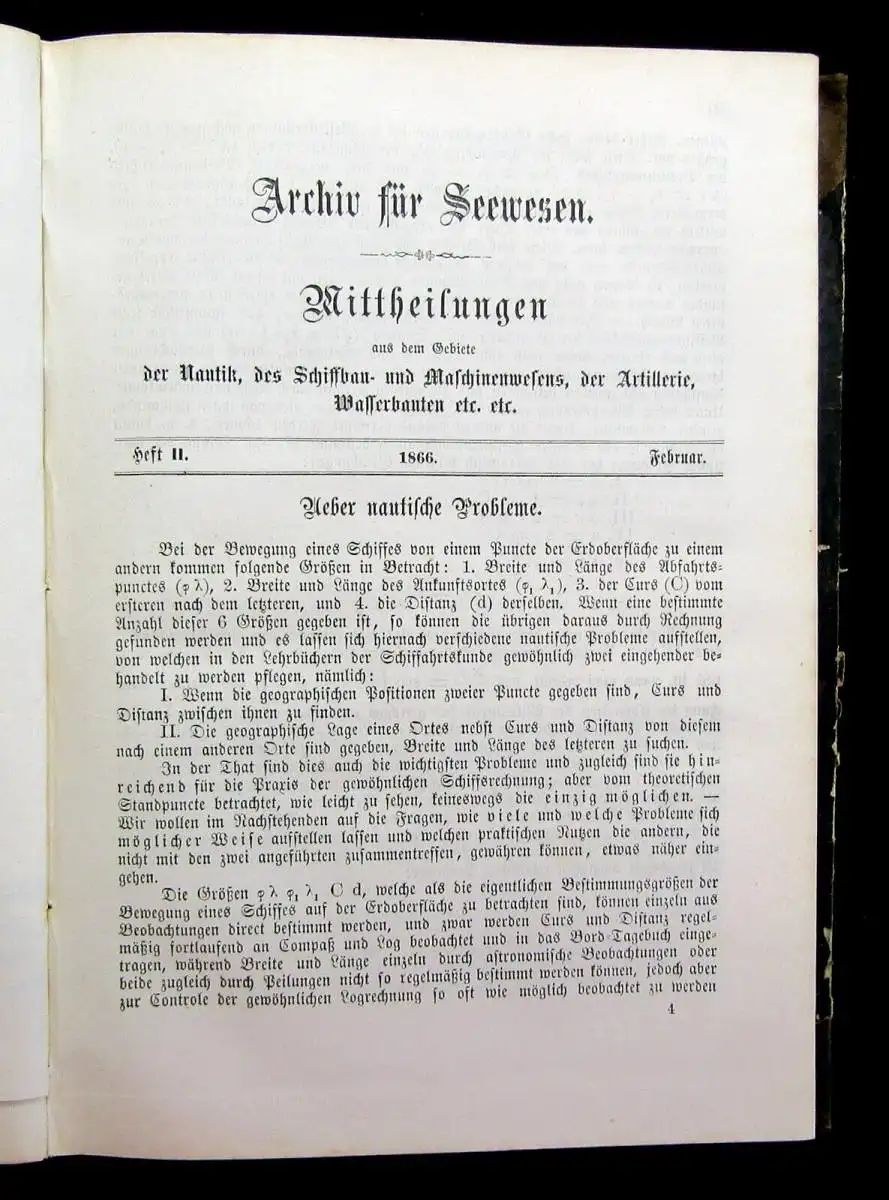 Archiv für Seewesen.
Mittheilungen
aus dem Gebiete
der Nautik, des Schiffbau- und Maschinenwesens, der Artillerie,
Wasserbauten etc. etc.
Heft II. 1866. Februar.
Ueber nautische Probleme.
Bei der Bewegung eines Schiffes von einem Puncte der Erdoberfläche zu einem
andern kommen folgende Größen in Betracht: 1. Breite und Länge des Abfahrts-
punctes (φ λ), 2. Breite und Länge des Ankunftsortes (φ₁ λ₁), 3. der Curs (C) vom
ersteren nach dem letzteren, und 4. die Distanz (d) derselben. Wenn eine bestimmte
Anzahl dieser 6 Größen gegeben ist, so können die übrigen daraus durch Rechnung
gefunden werden und es lassen sich hiernach verschiedene nautische Probleme aufstellen,
von welchen in den Lehrbüchern der Schiffahrtskunde gewöhnlich zwei eingehender be-
handelt zu werden pflegen, nämlich:
I. Wenn die geographischen Positionen zweier Puncte gegeben sind, Curs und
Distanz zwischen ihnen zu finden.
II. Die geographische Lage eines Ortes nebst Curs und Distanz von diesem
nach einem anderen Orte sind gegeben, Breite und Länge des letzteren zu suchen.
In der That sind dies auch die wichtigsten Probleme und zugleich sind sie hin-
reichend für die Praxis der gewöhnlichen Schiffsrechnung; aber vom theoretischen
Standpuncte betrachtet, wie leicht zu sehen, keineswegs die einzig möglichen. —
Wir wollen im Nachstehenden auf die Fragen, wie viele und welche Probleme sich
möglicher Weise aufstellen lassen und welchen praktischen Nutzen die andern, die
nicht mit den zwei angeführten zusammentreffen, gewähren können, etwas näher ein-
gehen.
Die Größen φ λ φ₁ λ₁ C d, welche als die eigentlichen Bestimmungsgrößen der
Bewegung eines Schiffes auf der Erdoberfläche zu betrachten sind, können einzeln aus
Beobachtungen direct bestimmt werden, und zwar werden Curs und Distanz regel-
mäßig fortlaufend an Compaß und Log beobachtet und in das Bord-Tagebuch einge-
tragen, während Breite und Länge einzeln durch astronomische Beobachtungen oder
beide zugleich durch Peilungen nicht so regelmäßig bestimmt werden können, jedoch aber
zur Controle der gewöhnlichen Logrechnung so oft wie möglich beobachtet zu werden
4